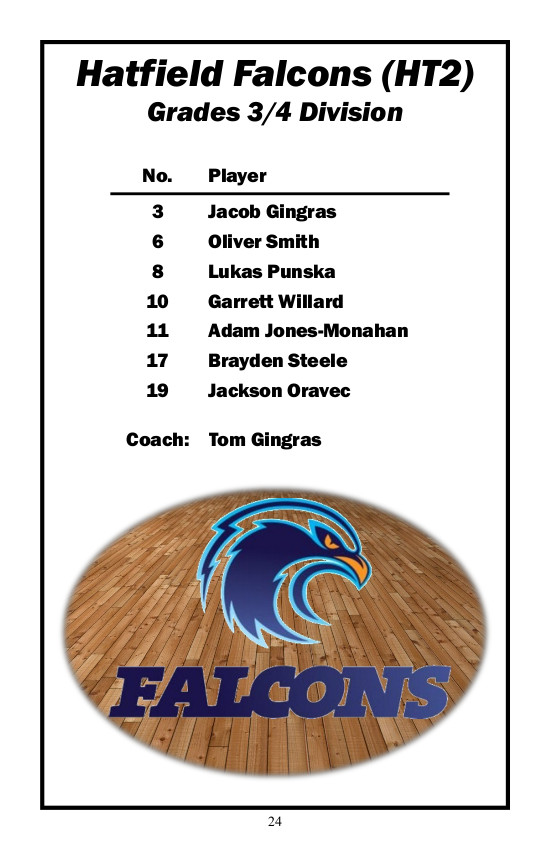 Hatfield Falcons (HT2)
Grades 3/4 Division
No. Player
3 Jacob Gingras
6 Oliver Smith
8 Lukas Punska
10 Garrett Willard
11 Adam Jones-Monahan
17 Brayden Steele
19 Jackson Oravec
Coach: Tom Gingras
FALCONS
24